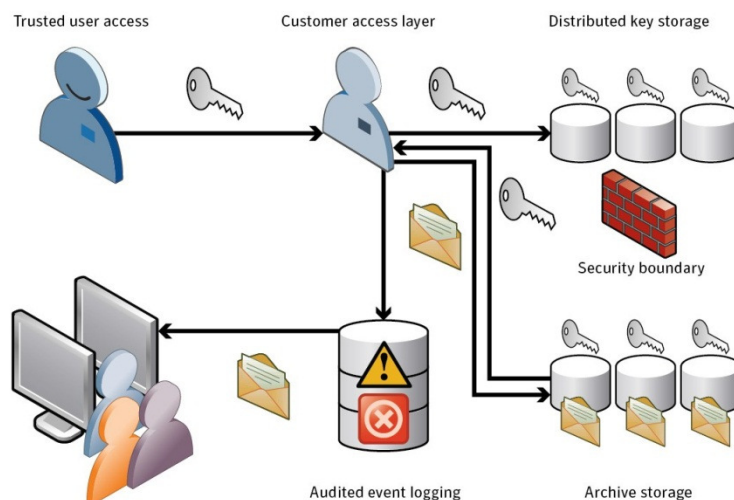 Trusted user access
Customer access layer
Distributed key storage
Security boundary
Audited event logging
Archive storage